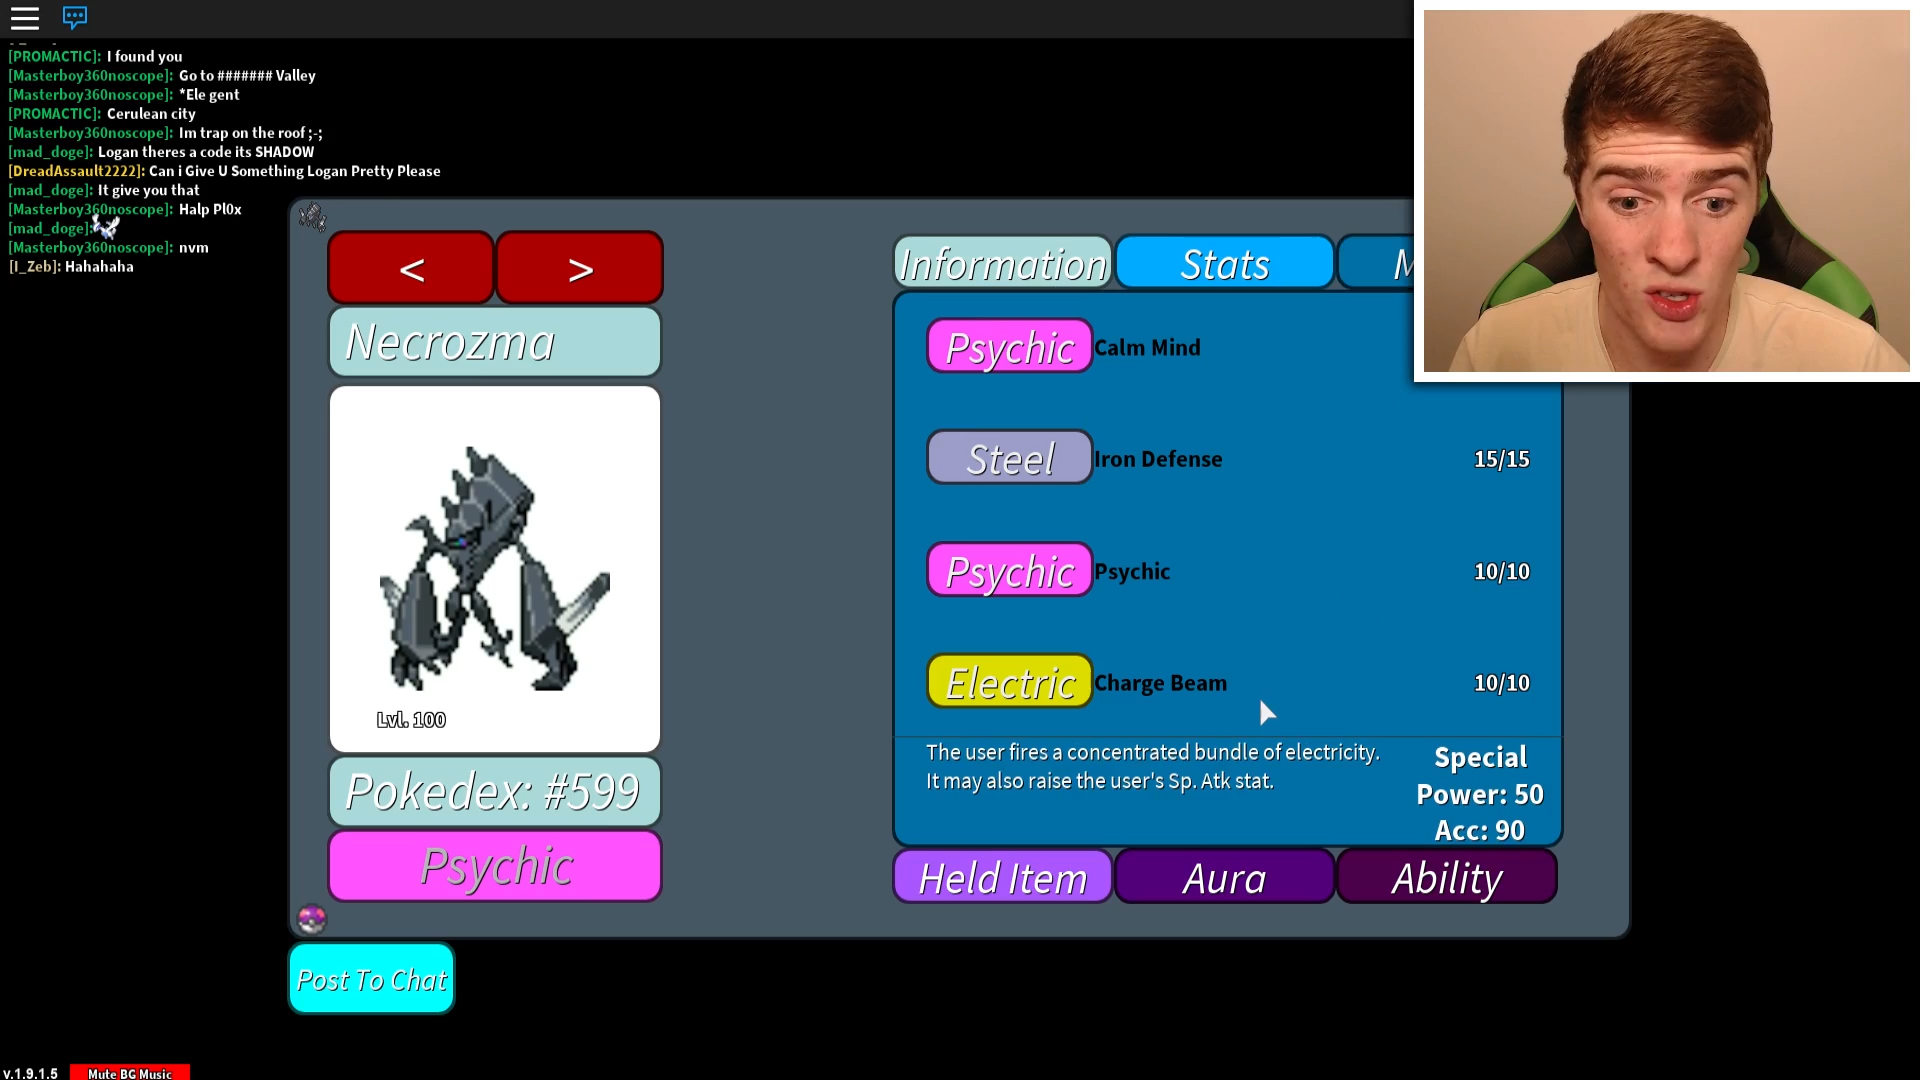 [PROMACTIC]: I found you
[Masterboy360noscope]: Go to ####### Valley
[Masterboy360noscope]: *Ele gent
[PROMACTIC]: Cerulean city
[Masterboy360noscope]: Im trap on the roof ;-;
[mad_doge]: Logan theres a code its SHADOW
[DreadAssault2222]: Can i Give U Something Logan Pretty Please
[mad_doge]: It give you that
[Masterboy360noscope]: Halp Pl0x
[mad_doge]:
[Masterboy360noscope]: nvm
[I_Zeb]: Hahahaha
< >
Necrozma
Lvl. 100
Pokedex: #599
Psychic
Information Stats M
Psychic Calm Mind
Steel Iron Defense 15/15
Psychic Psychic 10/10
Electric Charge Beam 10/10
The user fires a concentrated bundle of electricity.
It may also raise the user's Sp. Atk stat.
Special
Power: 50
Acc: 90
Held Item Aura Ability
Post To Chat
v.1.9.1.5 Mute BG Music